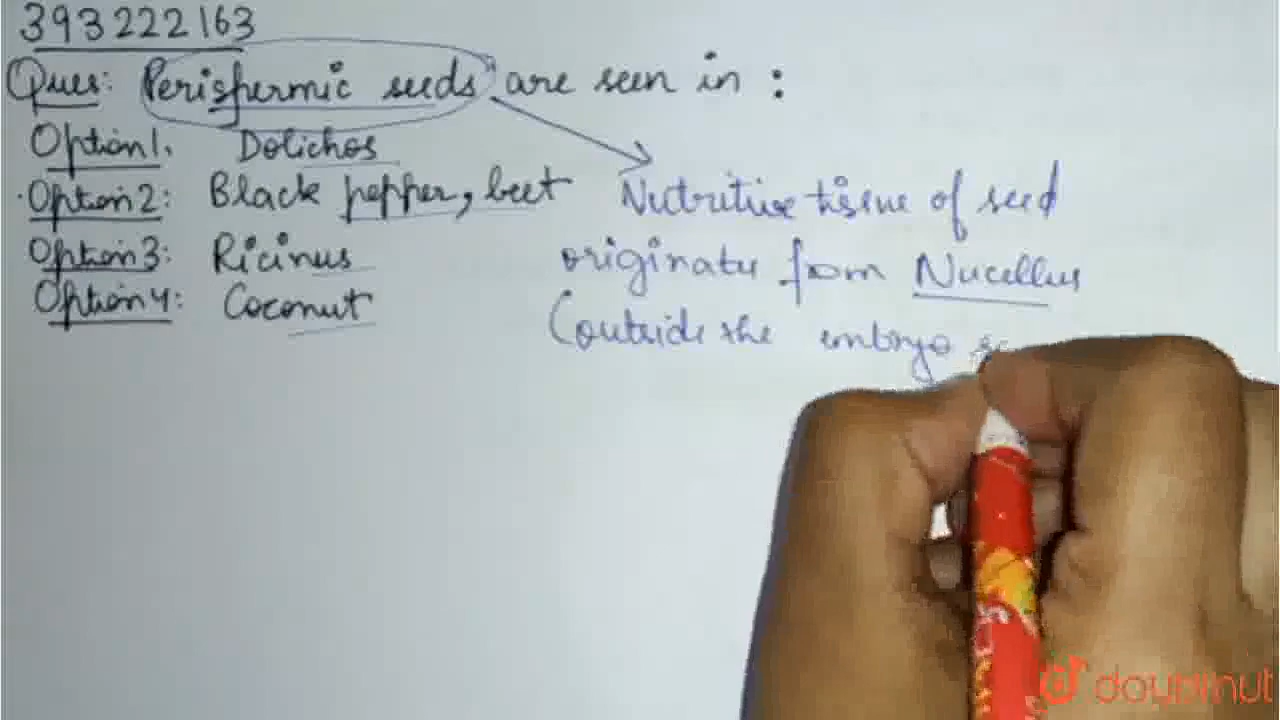 393222163
Ques: Perispermic seeds are seen in :
Option 1. Dolichos
Option 2: Black pepper, beet
Option 3: Ricinus
Option 4: Coconut
Nutritive tissue of seed
originates from Nucellus
(outside the embryo
doubtnut